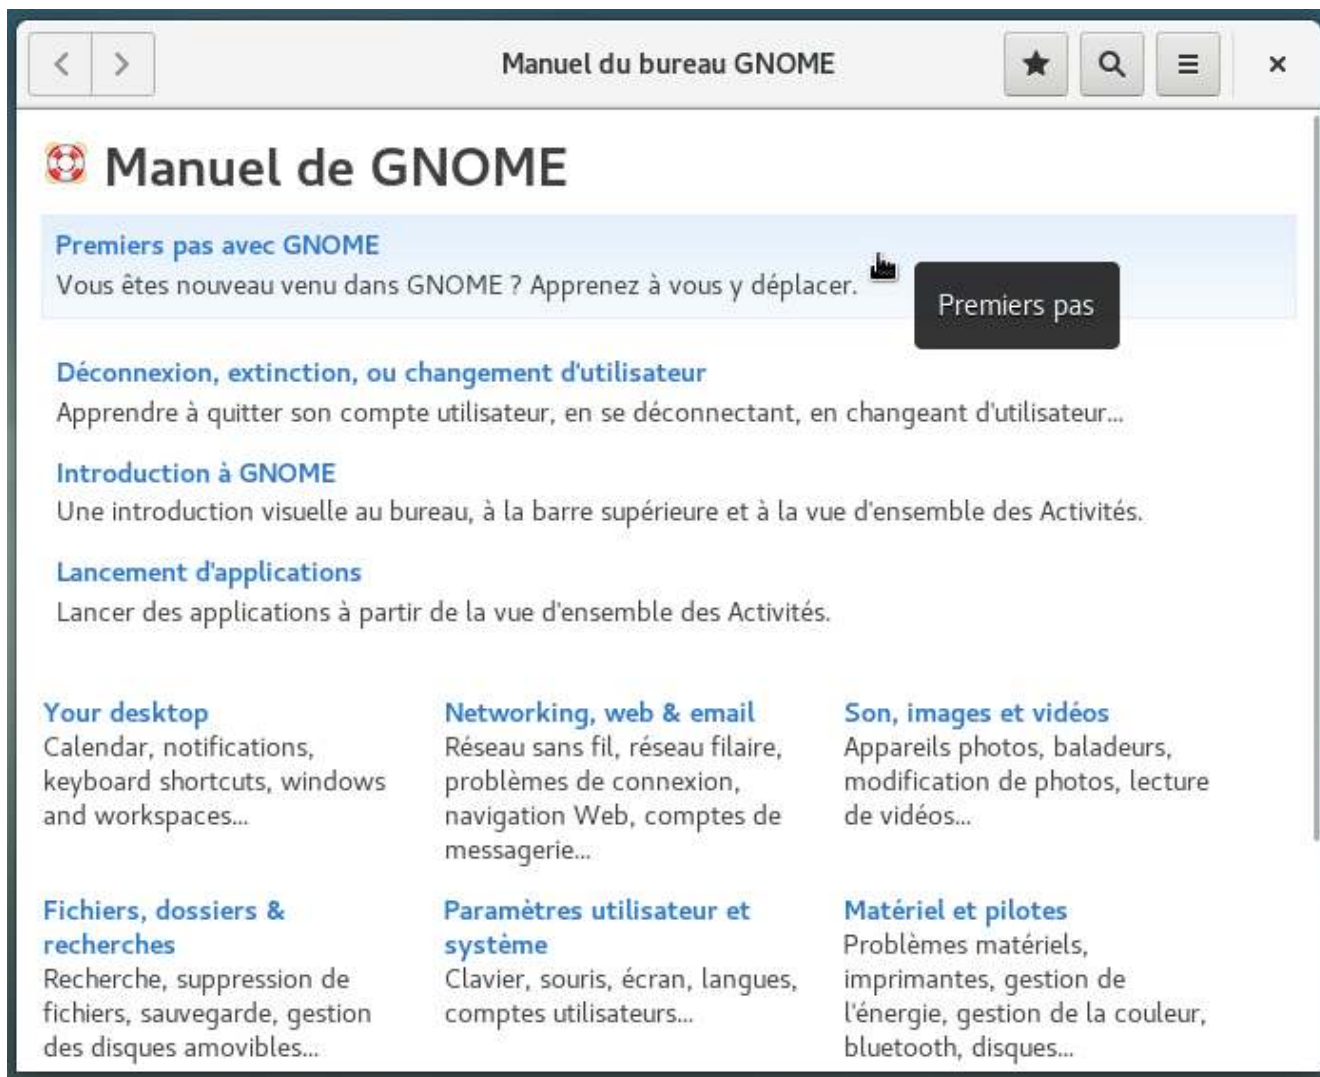 Manuel du bureau GNOME
Manuel de GNOME
Premiers pas avec GNOME
Vous êtes nouveau venu dans GNOME ? Apprenez à vous y déplacer.
Premiers pas
Déconnexion, extinction, ou changement d'utilisateur
Apprendre à quitter son compte utilisateur, en se déconnectant, en changeant d'utilisateur…
Introduction à GNOME
Une introduction visuelle au bureau, à la barre supérieure et à la vue d'ensemble des Activités.
Lancement d'applications
Lancer des applications à partir de la vue d'ensemble des Activités.
Your desktop
Calendar, notifications,
keyboard shortcuts, windows
and workspaces…
Networking, web & email
Réseau sans fil, réseau filaire,
problèmes de connexion,
navigation Web, comptes de
messagerie…
Son, images et vidéos
Appareils photos, baladeurs,
modification de photos, lecture
de vidéos…
Fichiers, dossiers &
recherches
Recherche, suppression de
fichiers, sauvegarde, gestion
des disques amovibles…
Paramètres utilisateur et
système
Clavier, souris, écran, langues,
comptes utilisateurs…
Matériel et pilotes
Problèmes matériels,
imprimantes, gestion de
l'énergie, gestion de la couleur,
bluetooth, disques…